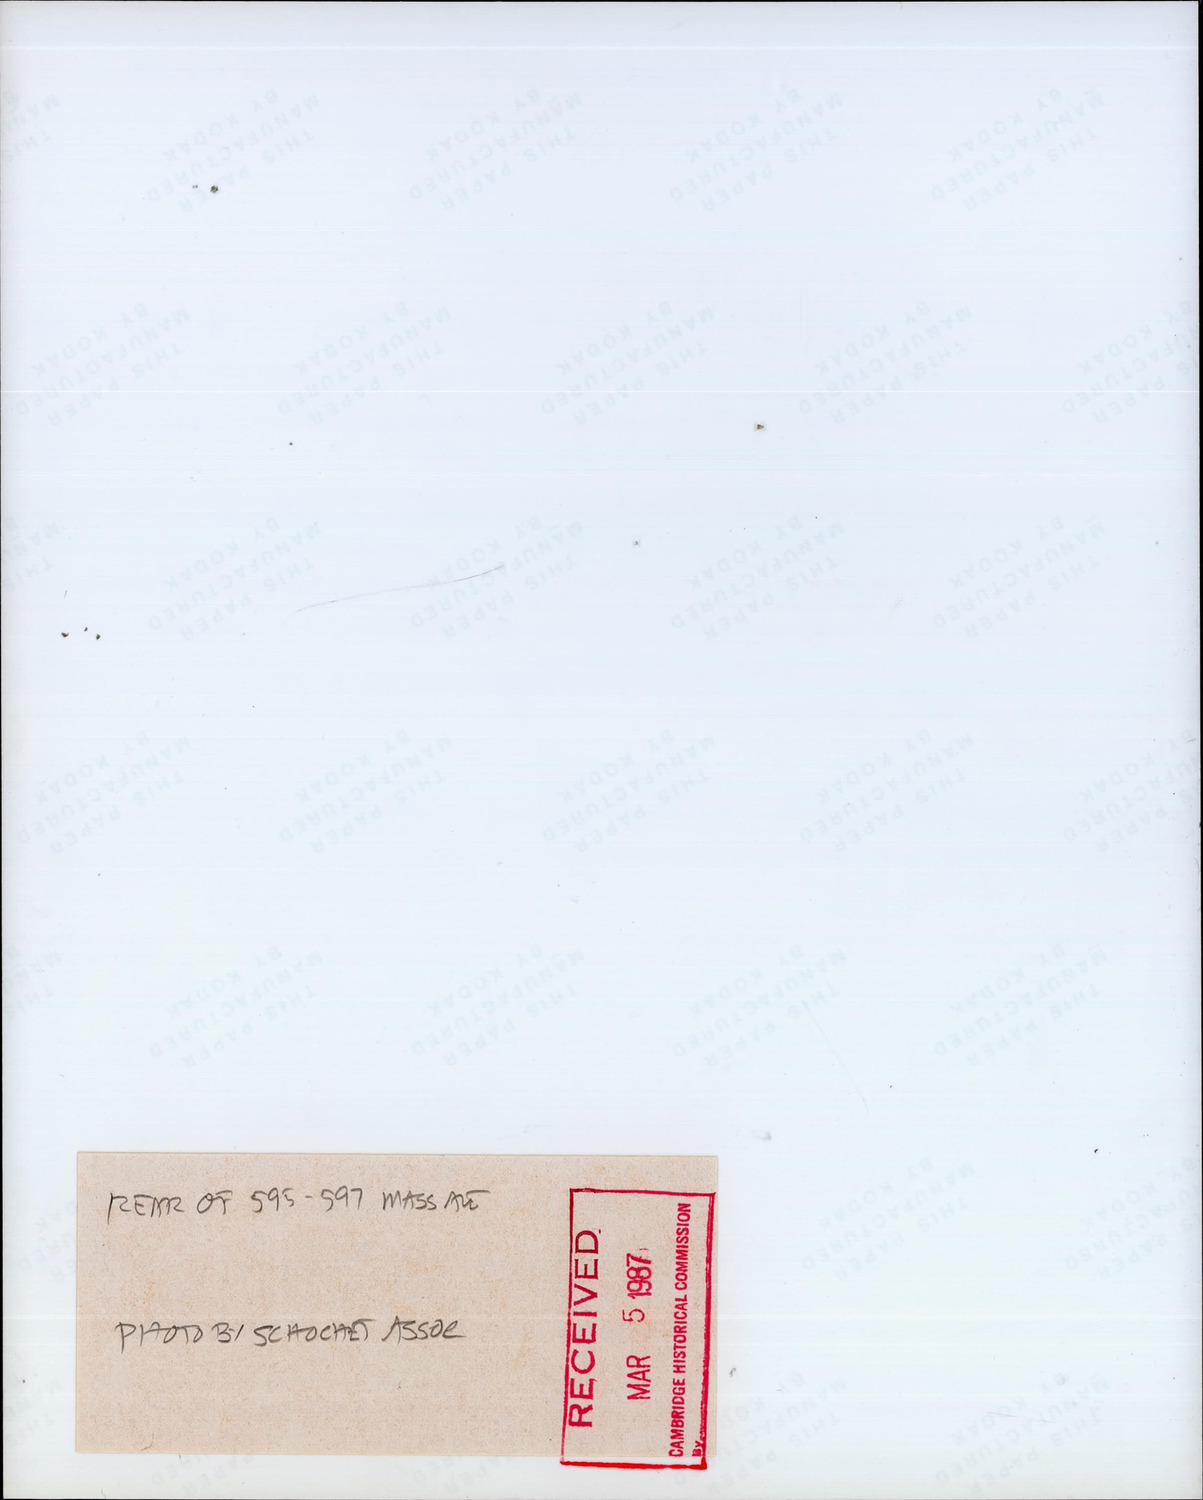 REAR OF 595-597 MASS AVE
PHOTO BY SCHOCHET ASSOC
RECEIVED
MAR 5 1987
CAMBRIDGE HISTORICAL COMMISSION
BY
THIS PAPER
MANUFACTURED
BY KODAK